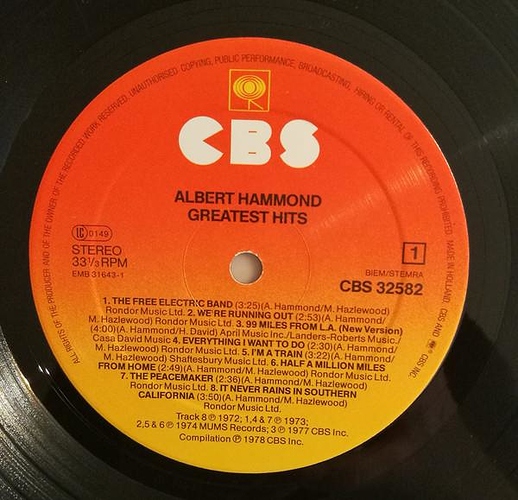 ALL RIGHTS OF THE PRODUCER AND OF THE OWNER OF THE RECORDED WORK RESERVED. UNAUTHORISED COPYING, PUBLIC PERFORMANCE, BROADCASTING, HIRING OR RENTAL OF THIS RECORDING PROHIBITED. MADE IN HOLLAND. CBS AND CBS INC
CBS
ALBERT HAMMOND
GREATEST HITS
LC 0149
STEREO
33⅓ RPM
EMB 31643-1
1
BIEM/STEMRA
CBS 32582
1. THE FREE ELECTRIC BAND (3:25)(A. Hammond/M. Hazlewood)
Rondor Music Ltd. 2. WE'RE RUNNING OUT (2:53)(A. Hammond/
M. Hazlewood) Rondor Music Ltd. 3. 99 MILES FROM L.A. (New Version)
(4:00)(A. Hammond/H. David) April Music Inc./Landers-Roberts Music./
Casa David Music 4. EVERYTHING I WANT TO DO (2:30)(A. Hammond/
M. Hazlewood) Rondor Music Ltd. 5. I'M A TRAIN (3:22)(A. Hammond/
M. Hazlewood) Shaftesbury Music Ltd. 6. HALF A MILLION MILES
FROM HOME (2:49)(A. Hammond/M. Hazlewood) Rondor Music Ltd.
7. THE PEACEMAKER (2:36)(A. Hammond/M. Hazlewood)
Rondor Music Ltd. 8. IT NEVER RAINS IN SOUTHERN
CALIFORNIA (3:50)(A. Hammond/M. Hazlewood)
Rondor Music Ltd.
Track 8 ℗ 1972; 1,4 & 7 ℗ 1973;
2,5 & 6 ℗ 1974 MUMS Records; 3 ℗ 1977 CBS Inc.
Compilation ℗ 1978 CBS Inc.